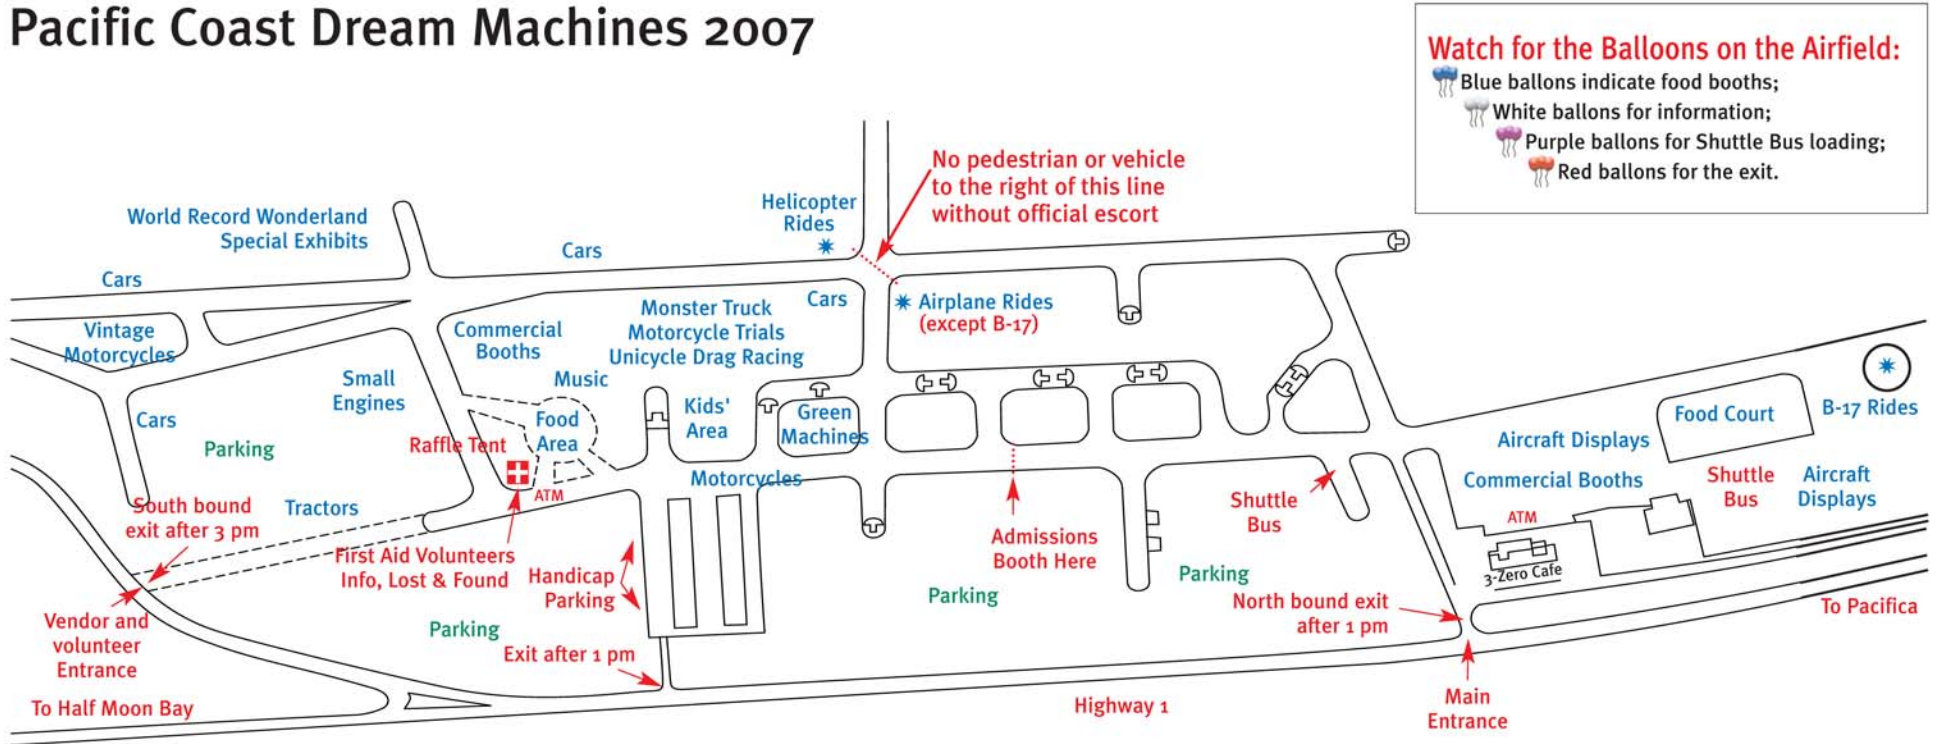 Pacific Coast Dream Machines 2007
Watch for the Balloons on the Airfield:
Blue ballons indicate food booths;
White ballons for information;
Purple ballons for Shuttle Bus loading;
Red ballons for the exit.
No pedestrian or vehicle
to the right of this line
without official escort
Helicopter
Rides
World Record Wonderland
Special Exhibits
Cars
Cars
Cars
Vintage
Motorcycles
Commercial
Booths
Monster Truck
Motorcycle Trials
Unicycle Drag Racing
Airplane Rides
(except B-17)
Music
Small
Engines
Cars
Parking
Raffle Tent
Food
Area
Kids'
Area
Green
Machines
Motorcycles
ATM
Food Court
B-17 Rides
Aircraft Displays
Commercial Booths
Shuttle
Bus
Aircraft
Displays
ATM
3-Zero Cafe
Shuttle
Bus
Admissions
Booth Here
Tractors
South bound
exit after 3 pm
First Aid Volunteers
Info, Lost & Found
Handicap
Parking
Parking
Parking
Parking
North bound exit
after 1 pm
To Pacifica
Vendor and
volunteer
Entrance
Exit after 1 pm
To Half Moon Bay
Highway 1
Main
Entrance